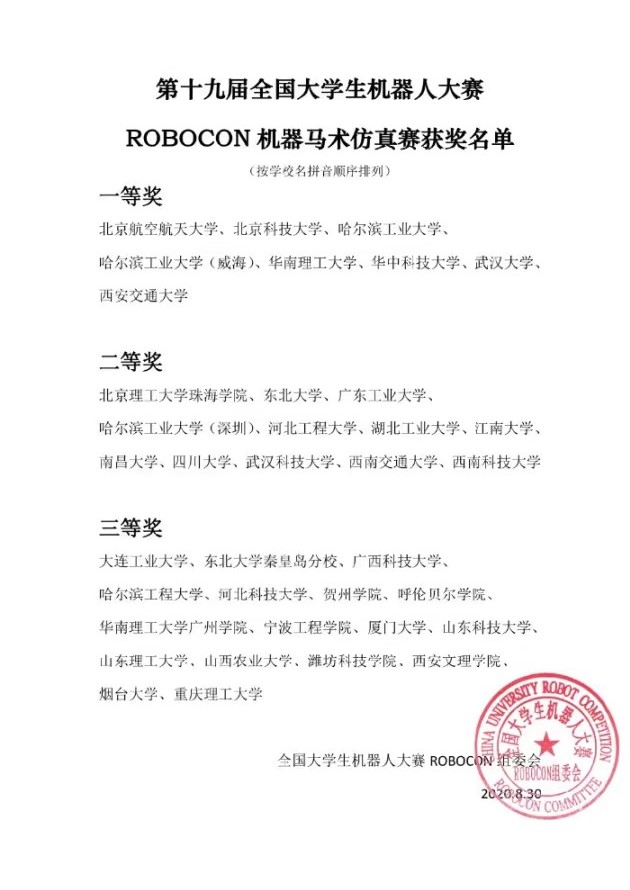 第十九届全国大学生机器人大赛
ROBOCON 机器马术仿真赛获奖名单
（按学校名拼音顺序排列）
一等奖
北京航空航天大学、北京科技大学、哈尔滨工业大学、
哈尔滨工业大学（威海）、华南理工大学、华中科技大学、武汉大学、
西安交通大学
二等奖
北京理工大学珠海学院、东北大学、广东工业大学、
哈尔滨工业大学（深圳）、河北工程大学、湖北工业大学、江南大学、
南昌大学、四川大学、武汉科技大学、西南交通大学、西南科技大学
三等奖
大连工业大学、东北大学秦皇岛分校、广西科技大学、
哈尔滨工程大学、河北科技大学、贺州学院、呼伦贝尔学院、
华南理工大学广州学院、宁波工程学院、厦门大学、山东科技大学、
山东理工大学、山西农业大学、潍坊科技学院、西安文理学院、
烟台大学、重庆理工大学
全国大学生机器人大赛 ROBOCON 组委会
2020.8.30
CHINA UNIVERSITY ROBOT COMPETITION
全国大学生机器人大赛
ROBOCON组委会
ROBOCON COMMITTEE